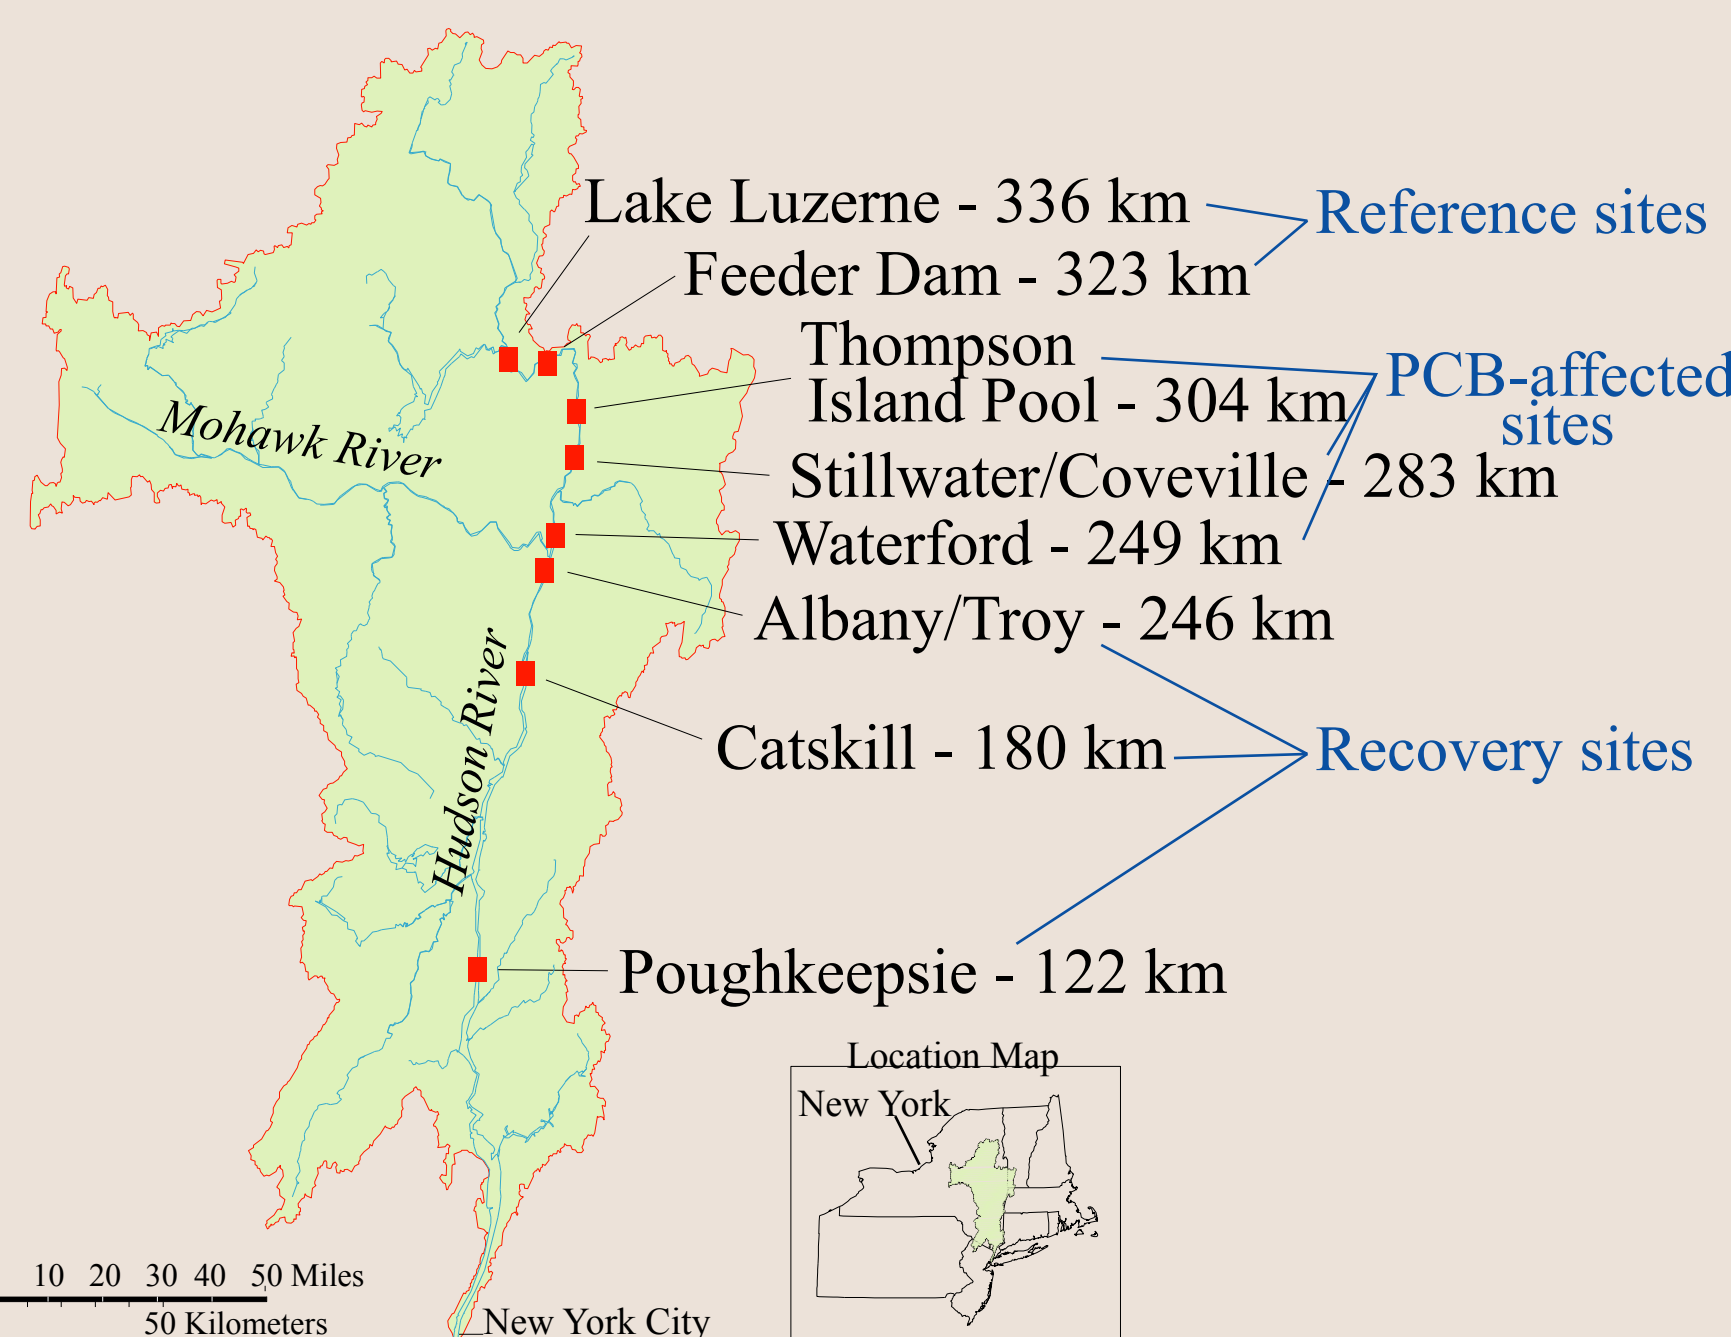 Lake Luzerne - 336 km
Reference sites
Feeder Dam - 323 km
Thompson
Island Pool - 304 km
PCB-affected
sites
Stillwater/Coveville - 283 km
Waterford - 249 km
Albany/Troy - 246 km
Catskill - 180 km
Recovery sites
Poughkeepsie - 122 km
Mohawk River
Hudson River
Location Map
New York
10 20 30 40 50 Miles
50 Kilometers
New York City